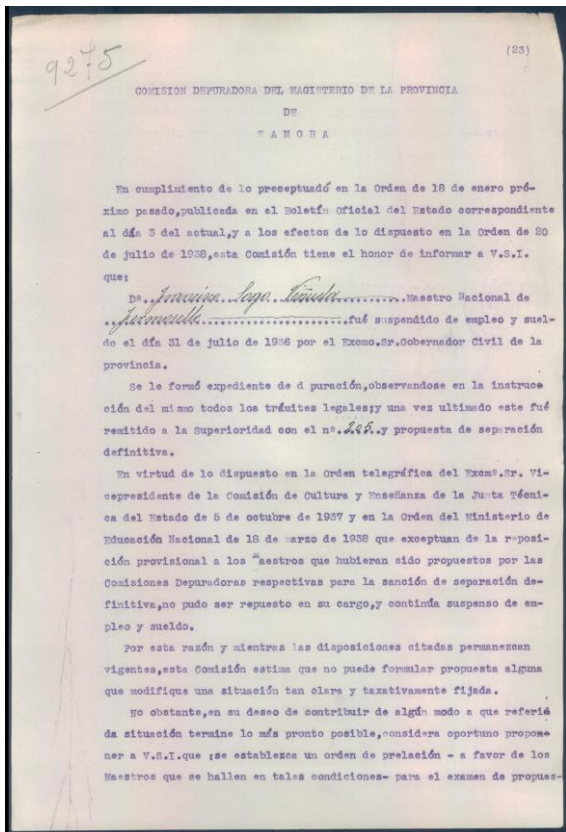 9275
(23)
COMISION DEPURADORA DEL MAGISTERIO DE LA PROVINCIA
DE
ZAMORA
En cumplimiento de lo preceptuadó en la Orden de 18 de enero pró-
ximo pasado,publicada en el Boletín Oficial del Estado correspondiente
al día 3 del actual,y a los efectos de lo dispuesto en la Orden de 20
de julio de 1938,esta Comisión tiene el honor de informar a V.S.I.
que:
Dª.. Sago ..........Maestro Nacional de
..Fermoselle....................fué suspendido de empleo y suel-
do el día 31 de julio de 1936 por el Excmo.Sr.Gobernador Civil de la
provincia.
Se le formó expediente de d puración,observandose en la instrucc
ción del mismo todos los trámites legales;y una vez ultimado este fué
remitido a la Superioridad con el nº.205..y propuesta de separación
definitiva.
En virtud de lo dispuesto en la Orden telegráfica del Excmº.Sr. Vi-
cepresidente de la Comisión de Cultura y Enseñanza de la Junta Técni-
ca del Estado de 5 de octubre de 1937 y en la Orden del Ministerio de
Educación Nacional de 18 de marzo de 1938 que exceptuan de la reposi-
ción provisional a los Maestros que hubieran sido propuestos por las
Comisiones Depuradoras respectivas para la sanción de separación de-
finitiva,no pudo ser repuesto en su cargo,y continúa suspenso de em-
pleo y sueldo.
Por esta razón y mientras las disposiciones citadas permanezcan
vigentes,esta Comisión estima que no puede formular propuesta alguna
que modifique una situación tan clara y taxativamente fijada.
No obstante,en su deseo de contribuir de algún modo a que referid
da situación termine lo más pronto posible,considera oportuno propone
ner a V.S.I.que ;se establezca un orden de prelación - a favor de los
Maestros que se hallen en tales condiciones- para el examen de propues-